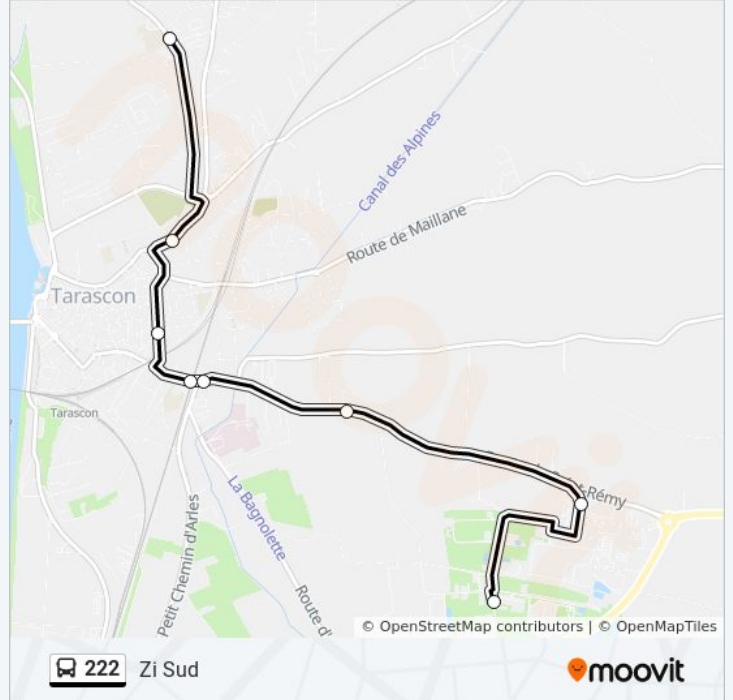 Canal des Alpines
Route de Maillane
Tarascon
Tarascon
La Bagnolette
Petit Chemin d'Arles
Route d'
Rémy
© OpenStreetMap contributors | © OpenMapTiles
222 Zi Sud
moovit